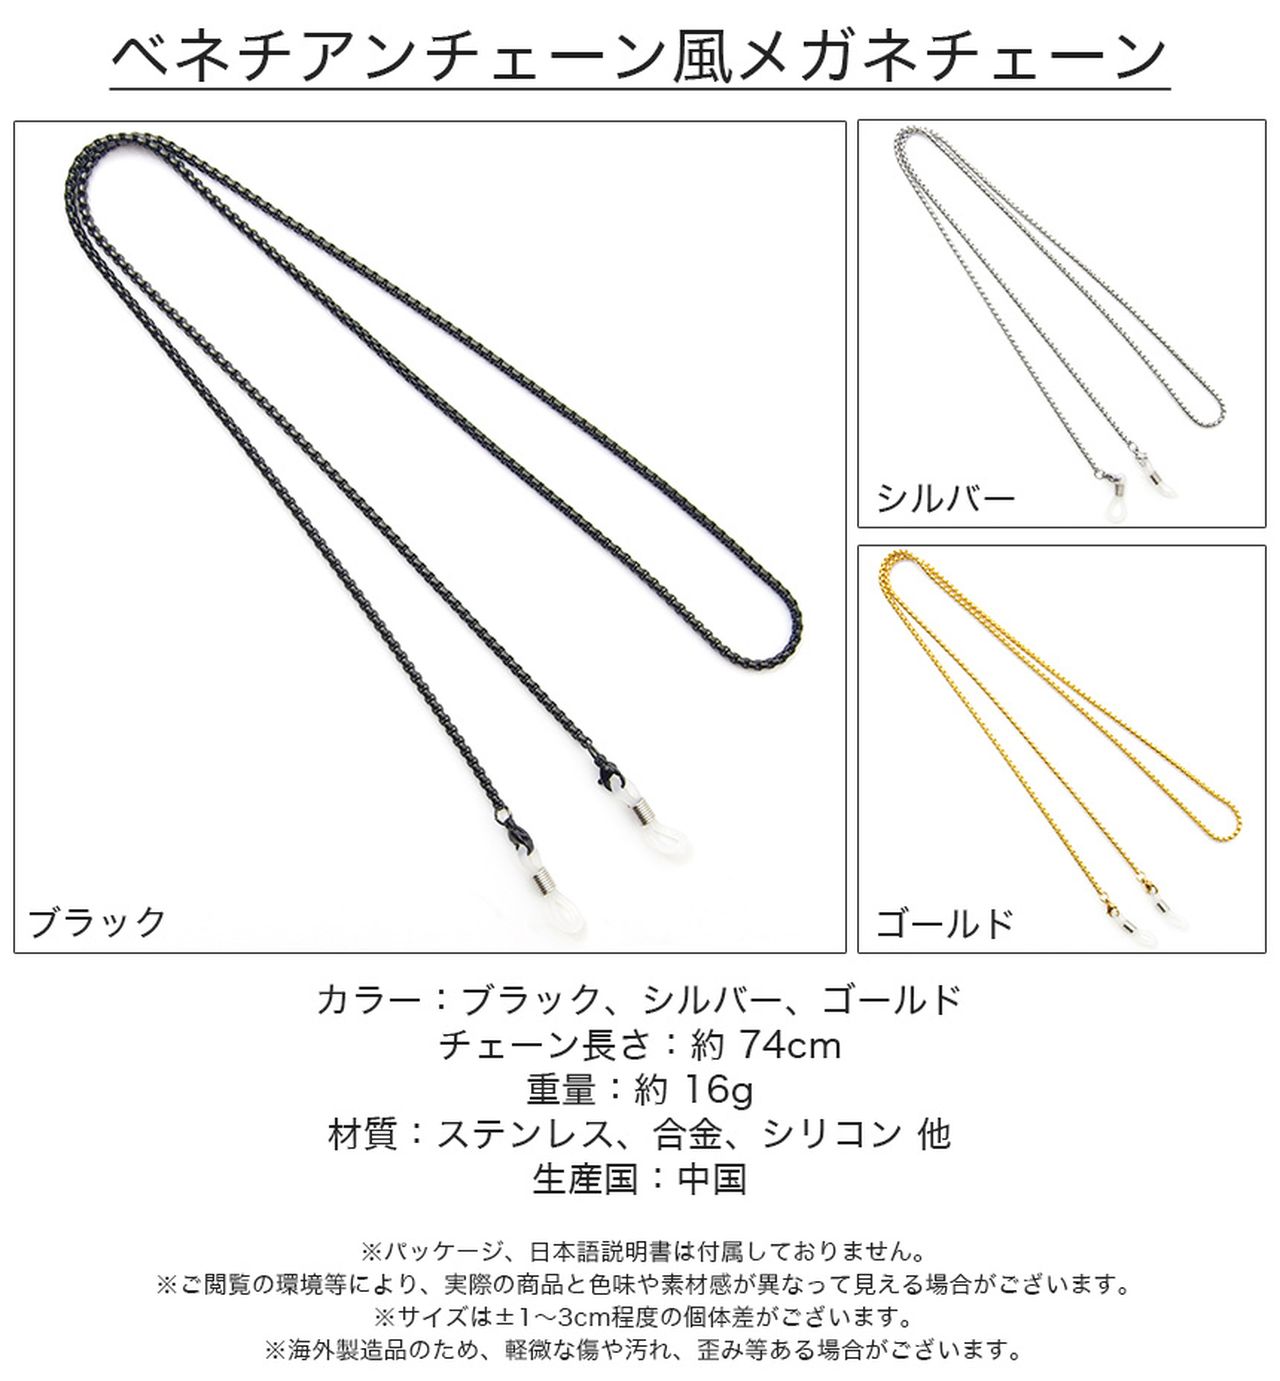 ベネチアンチェーン風メガネチェーン
ブラック
シルバー
ゴールド
カラー：ブラック、シルバー、ゴールド
チェーン長さ：約 74cm
重量：約 16g
材質：ステンレス、合金、シリコン 他
生産国：中国
※パッケージ、日本語説明書は付属しておりません。
※ご閲覧の環境等により、実際の商品と色味や素材感が異なって見える場合がございます。
※サイズは±1～3cm程度の個体差がございます。
※海外製造品のため、軽微な傷や汚れ、歪み等ある場合がございます。